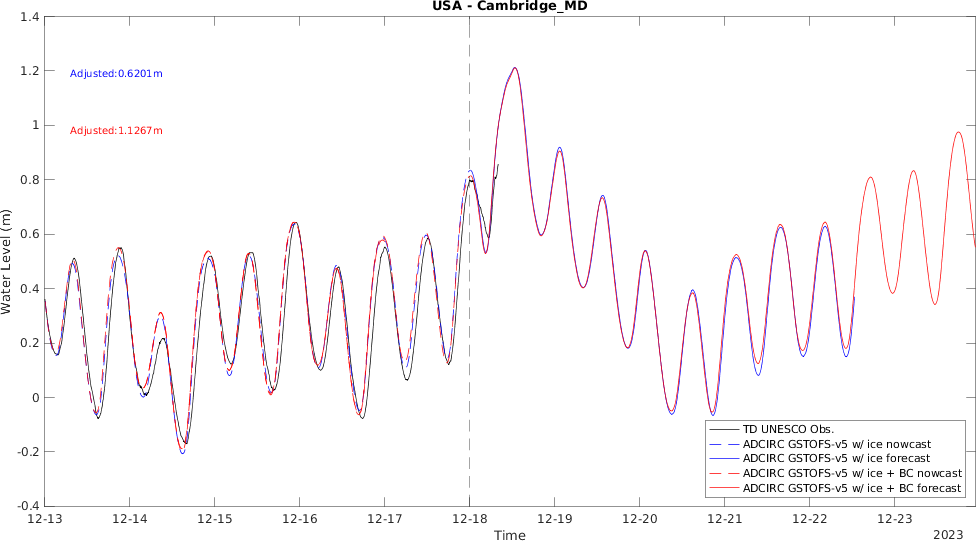 USA - Cambridge_MD
1.4
1.2
1
0.8
0.6
0.4
0.2
0
-0.2
-0.4
Water Level (m)
Adjusted:0.6201m
Adjusted:1.1267m
TD UNESCO Obs.
ADCIRC GSTOFS-v5 w/ ice nowcast
ADCIRC GSTOFS-v5 w/ ice forecast
ADCIRC GSTOFS-v5 w/ ice + BC nowcast
ADCIRC GSTOFS-v5 w/ ice + BC forecast
12-13 12-14 12-15 12-16 12-17 12-18 12-19 12-20 12-21 12-22 12-23
Time
2023